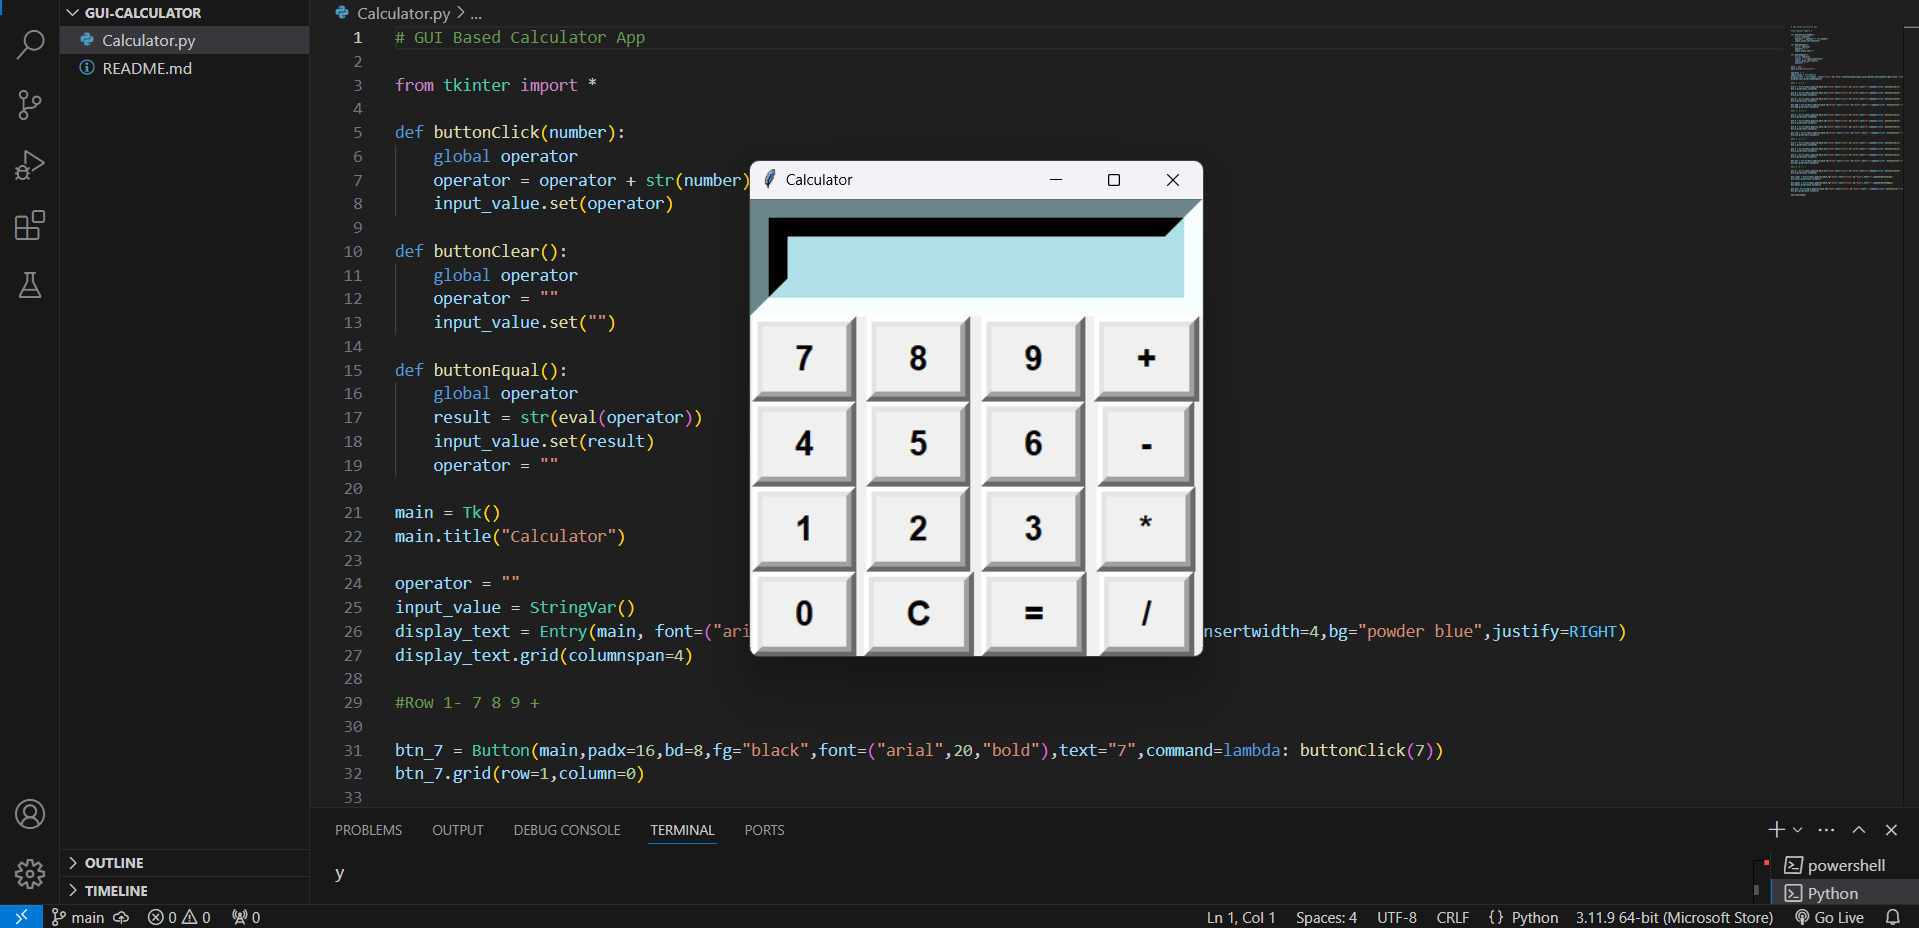 GUI-CALCULATOR
Calculator.py
README.md
OUTLINE
TIMELINE
Calculator.py > ...
1 # GUI Based Calculator App
2
3 from tkinter import *
4
5 def buttonClick(number):
6 global operator
7 operator = operator + str(number)
8 input_value.set(operator)
9
10 def buttonClear():
11 global operator
12 operator = ""
13 input_value.set("")
14
15 def buttonEqual():
16 global operator
17 result = str(eval(operator))
18 input_value.set(result)
19 operator = ""
20
21 main = Tk()
22 main.title("Calculator")
23
24 operator = ""
25 input_value = StringVar()
26 display_text = Entry(main, font=("ari nsertwidth=4,bg="powder blue",justify=RIGHT)
27 display_text.grid(columnspan=4)
28
29 #Row 1- 7 8 9 +
30
31 btn_7 = Button(main,padx=16,bd=8,fg="black",font=("arial",20,"bold"),text="7",command=lambda: buttonClick(7))
32 btn_7.grid(row=1,column=0)
33
Calculator
7 8 9 +
4 5 6 -
1 2 3 *
0 C = /
PROBLEMS OUTPUT DEBUG CONSOLE TERMINAL PORTS
y
powershell
Python
main 0 0 0 Ln 1, Col 1 Spaces: 4 UTF-8 CRLF {} Python 3.11.9 64-bit (Microsoft Store) Go Live